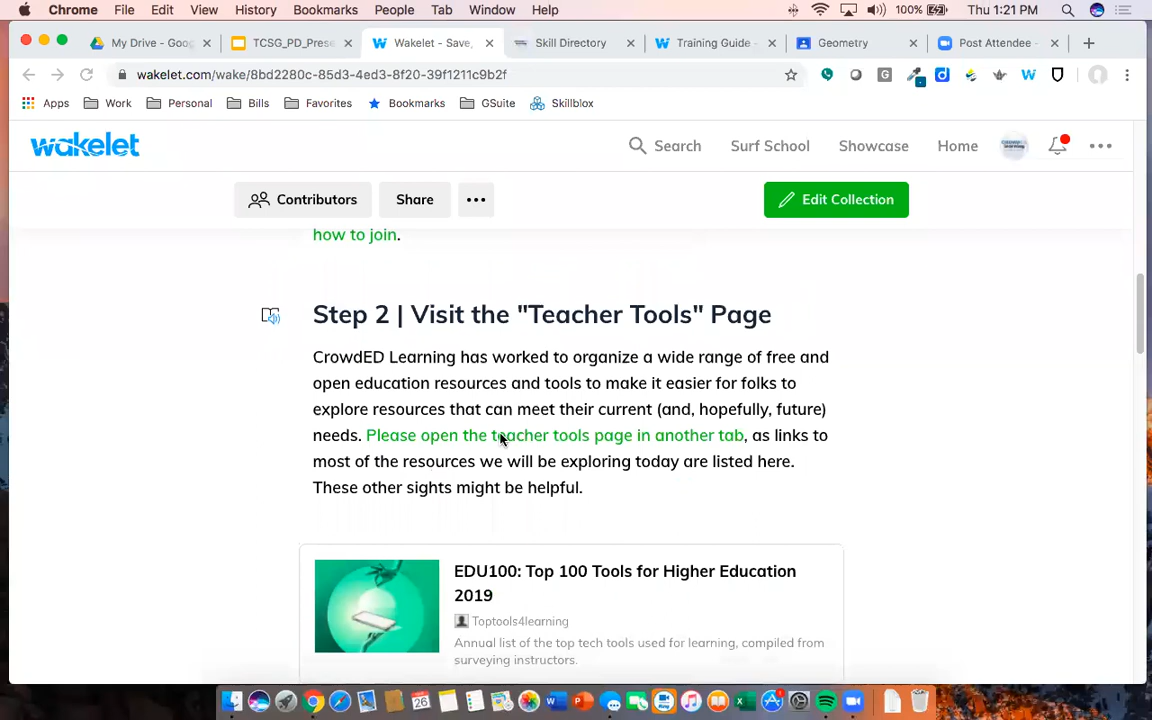 Chrome File Edit View History Bookmarks People Tab Window Help 100% Thu 1:21 PM
My Drive - Goo TCSG_PD_Prese Wakelet - Save, Skill Directory Training Guide - Geometry Post Attendee -
wakelet.com/wake/8bd2280c-85d3-4ed3-8f20-39f1211c9b2f
Apps Work Personal Bills Favorites Bookmarks GSuite Skillblox
wakelet Search Surf School Showcase Home
Contributors Share Edit Collection
how to join.
Step 2 | Visit the "Teacher Tools" Page
CrowdED Learning has worked to organize a wide range of free and
open education resources and tools to make it easier for folks to
explore resources that can meet their current (and, hopefully, future)
needs. Please open the teacher tools page in another tab, as links to
most of the resources we will be exploring today are listed here.
These other sights might be helpful.
EDU100: Top 100 Tools for Higher Education
2019
Toptools4learning
Annual list of the top tech tools used for learning, compiled from
surveying instructors.
26